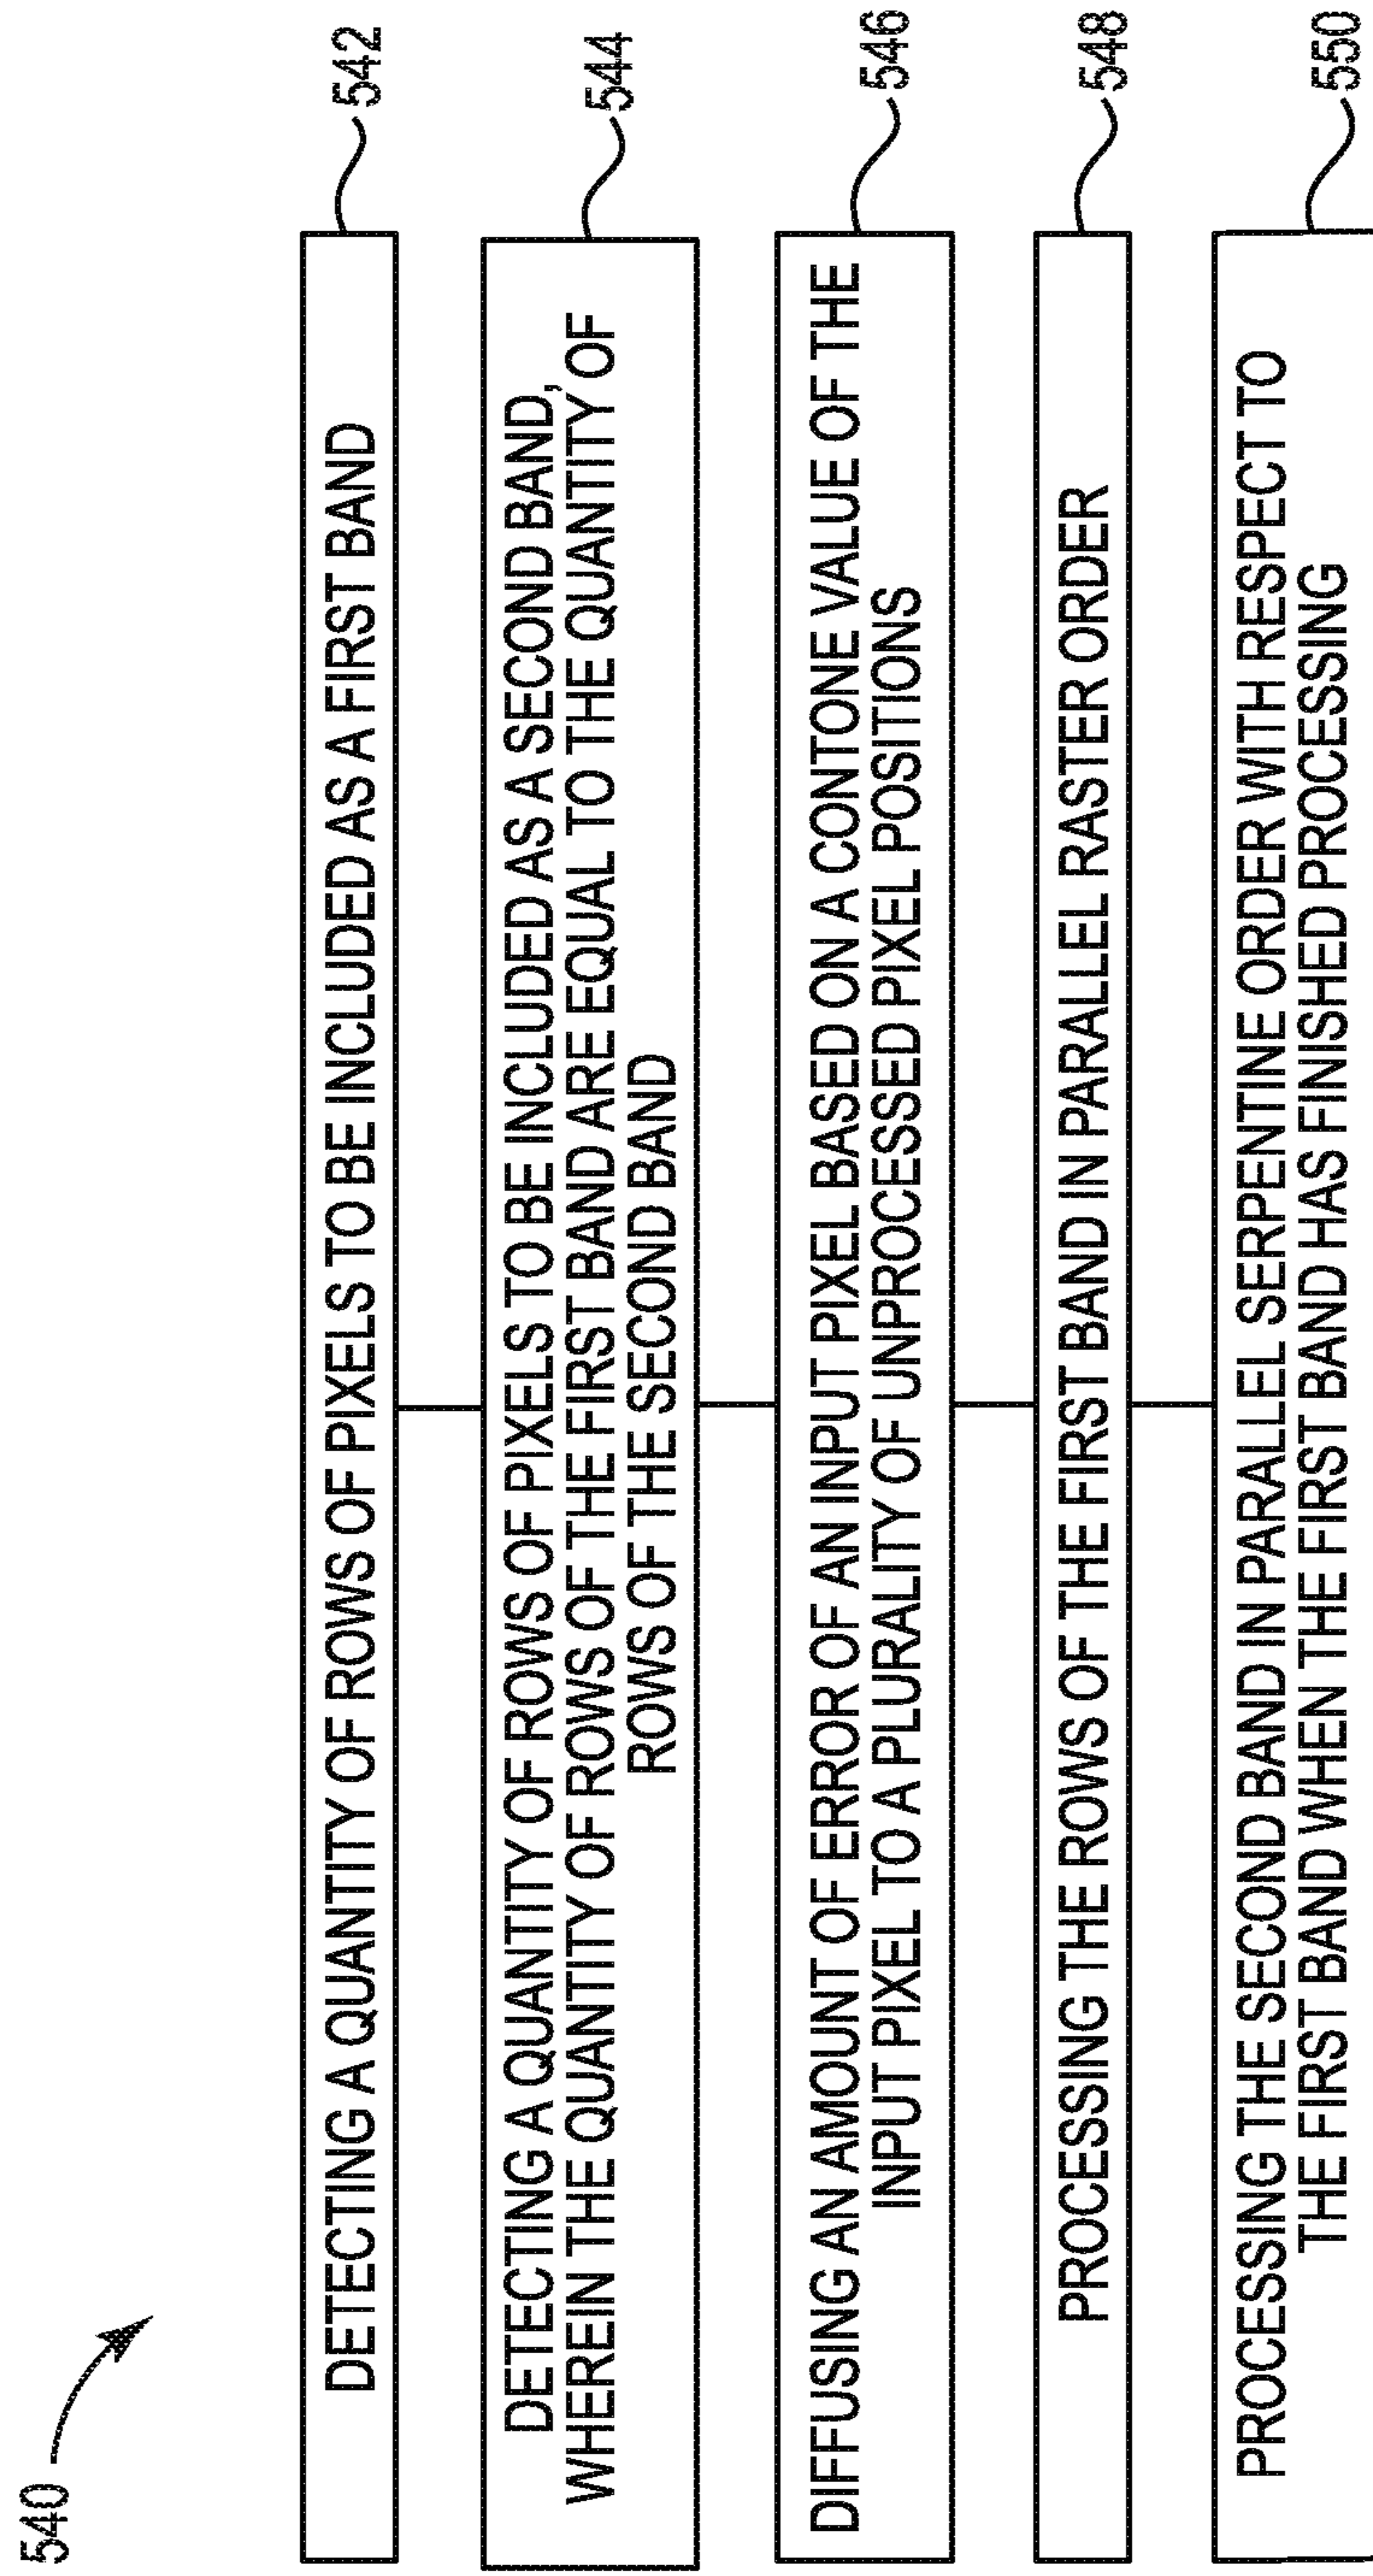 540
DETECTING A QUANTITY OF ROWS OF PIXELS TO BE INCLUDED AS A FIRST BAND
542
DETECTING A QUANTITY OF ROWS OF PIXELS TO BE INCLUDED AS A SECOND BAND,
WHEREIN THE QUANTITY OF ROWS OF THE FIRST BAND ARE EQUAL TO THE QUANTITY OF
ROWS OF THE SECOND BAND
544
DIFFUSING AN AMOUNT OF ERROR OF AN INPUT PIXEL BASED ON A CONTONE VALUE OF THE
INPUT PIXEL TO A PLURALITY OF UNPROCESSED PIXEL POSITIONS
546
PROCESSING THE ROWS OF THE FIRST BAND IN PARALLEL RASTER ORDER
548
PROCESSING THE SECOND BAND IN PARALLEL SERPENTINE ORDER WITH RESPECT TO
THE FIRST BAND WHEN THE FIRST BAND HAS FINISHED PROCESSING
550